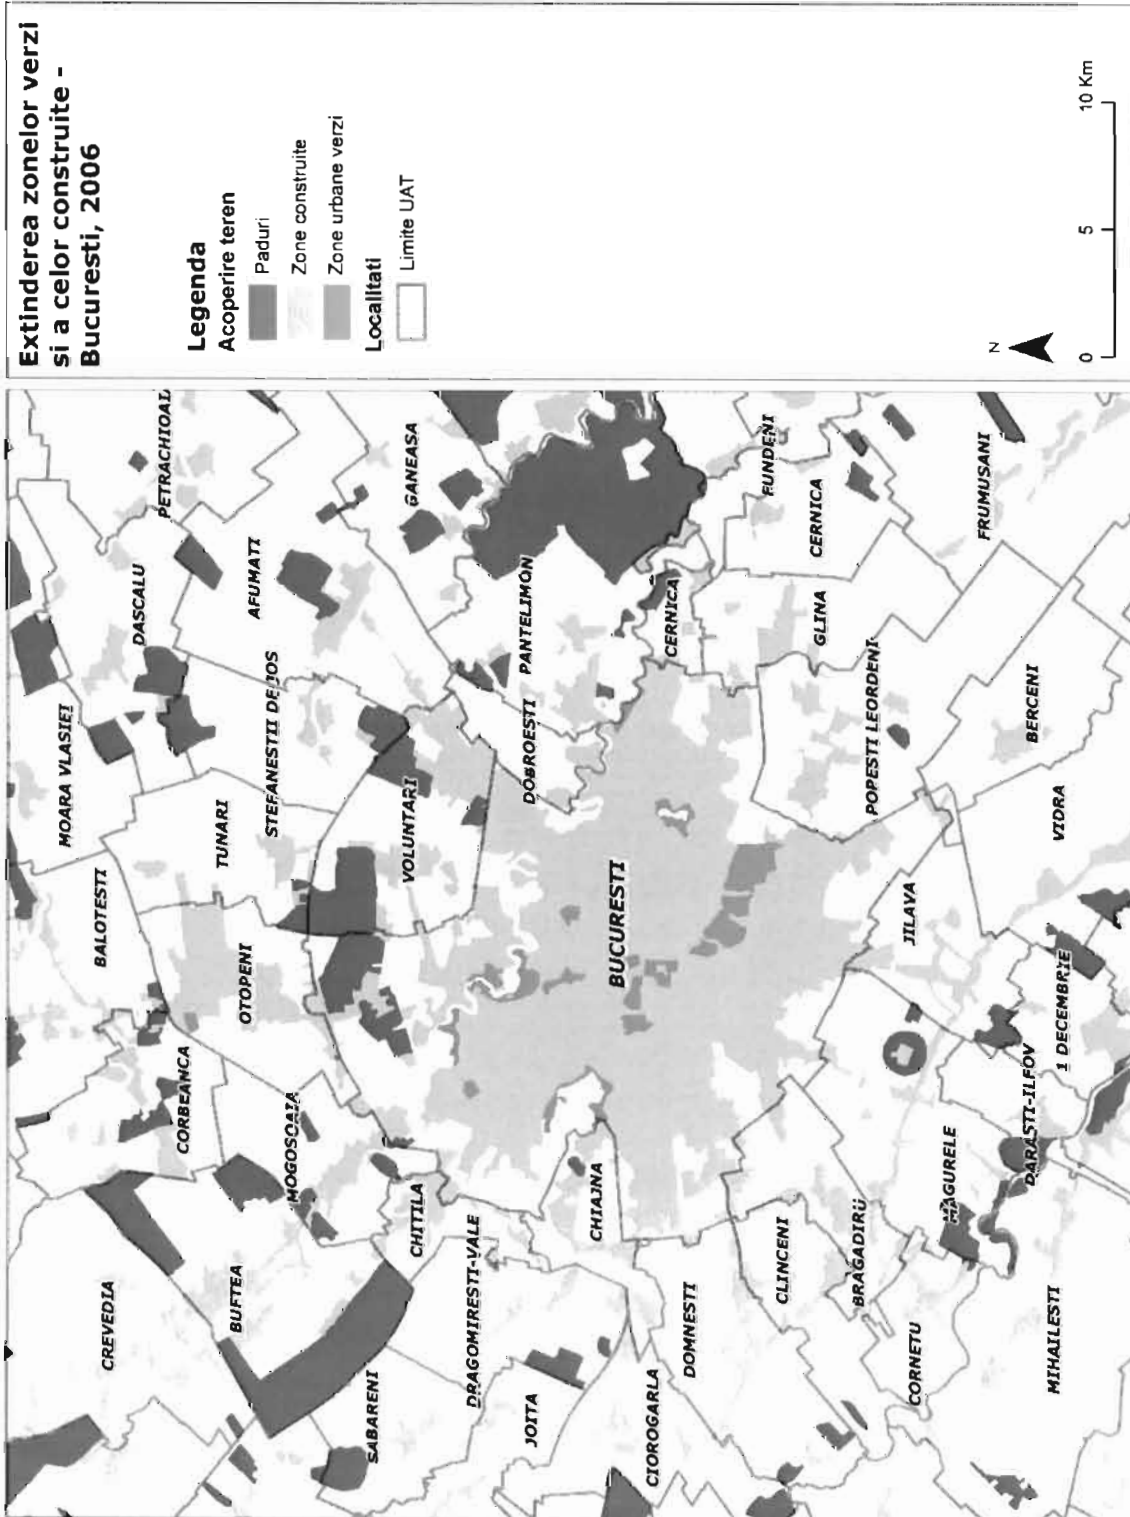 Extinderea zonelor verzi
si a celor construite -
Bucuresti, 2006
Legenda
Acoperire teren
Paduri
Zone construite
Zone urbane verzi
Localitati
Limite UAT
N
0 5 10 Km
CREVEDIA
BUFTEA
SABARENI
DRAGOMIRESTI-VALE
JOITA
CIOROGARLA
DOMNESTI
CLINCENI
BRAGADIRU
CORNETU
MIHAILESTI
CORBEANCA
MOGOSOAIA
CHITILA
CHIAJNA
MAGURELE
DARASTI-ILFOV
1 DECEMBRIE
BALOTESTI
OTOPENI
BUCURESTI
JILAVA
VIDRA
MOARA VLASIEI
TUNARI
STEFANESTII DE JOS
VOLUNTARI
DOBROESTI
POPESTI LEORDENI
BERCENI
DASCALU
AFUMATI
PANTELIMON
CERNICA
GLINA
PETRACHIOAI
GANEASA
FUNDENI
CERNICA
FRUMUSANI